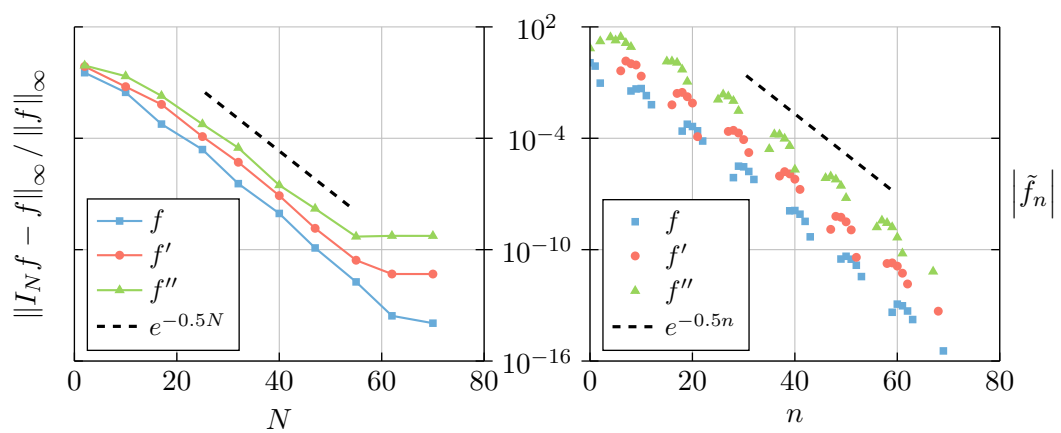 ‖I_N f − f‖_∞ / ‖f‖_∞
f
f′
f′′
e^{−0.5N}
0 20 40 60 80
N
10^2
10^{−4}
10^{−10}
10^{−16}
f
f′
f′′
e^{−0.5n}
0 20 40 60 80
n
|f̃_n|